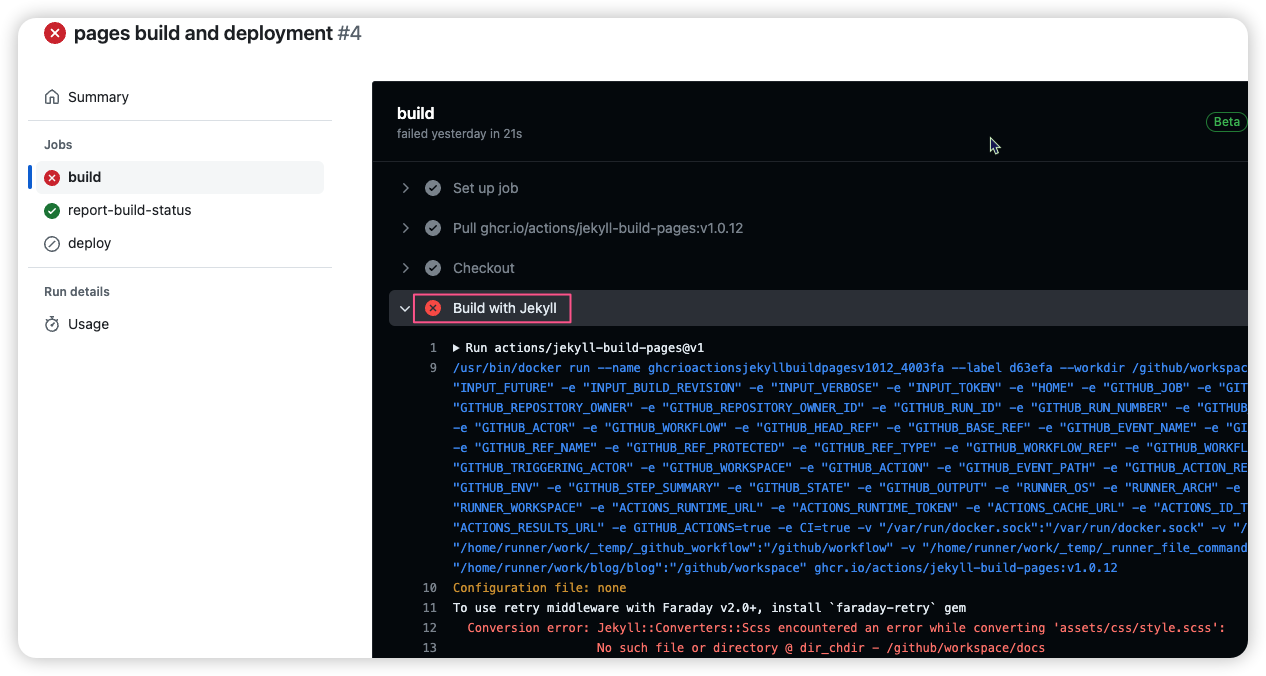 pages build and deployment #4
Summary
Jobs
build
report-build-status
deploy
Run details
Usage
build
failed yesterday in 21s
Beta
Set up job
Pull ghcr.io/actions/jekyll-build-pages:v1.0.12
Checkout
Build with Jekyll
1 Run actions/jekyll-build-pages@v1
9 /usr/bin/docker run --name ghcrioactionsjekyllbuildpagesv1012_4003fa --label d63efa --workdir /github/workspac
"INPUT_FUTURE" -e "INPUT_BUILD_REVISION" -e "INPUT_VERBOSE" -e "INPUT_TOKEN" -e "HOME" -e "GITHUB_JOB" -e "GIT
"GITHUB_REPOSITORY_OWNER" -e "GITHUB_REPOSITORY_OWNER_ID" -e "GITHUB_RUN_ID" -e "GITHUB_RUN_NUMBER" -e "GITHUB
-e "GITHUB_ACTOR" -e "GITHUB_WORKFLOW" -e "GITHUB_HEAD_REF" -e "GITHUB_BASE_REF" -e "GITHUB_EVENT_NAME" -e "GI
-e "GITHUB_REF_NAME" -e "GITHUB_REF_PROTECTED" -e "GITHUB_REF_TYPE" -e "GITHUB_WORKFLOW_REF" -e "GITHUB_WORKFL
"GITHUB_TRIGGERING_ACTOR" -e "GITHUB_WORKSPACE" -e "GITHUB_ACTION" -e "GITHUB_EVENT_PATH" -e "GITHUB_ACTION_RE
"GITHUB_ENV" -e "GITHUB_STEP_SUMMARY" -e "GITHUB_STATE" -e "GITHUB_OUTPUT" -e "RUNNER_OS" -e "RUNNER_ARCH" -e
"RUNNER_WORKSPACE" -e "ACTIONS_RUNTIME_URL" -e "ACTIONS_RUNTIME_TOKEN" -e "ACTIONS_CACHE_URL" -e "ACTIONS_ID_T
"ACTIONS_RESULTS_URL" -e GITHUB_ACTIONS=true -e CI=true -v "/var/run/docker.sock":"/var/run/docker.sock" -v "/
"/home/runner/work/_temp/_github_workflow":"/github/workflow" -v "/home/runner/work/_temp/_runner_file_command
"/home/runner/work/blog/blog":"/github/workspace" ghcr.io/actions/jekyll-build-pages:v1.0.12
10 Configuration file: none
11 To use retry middleware with Faraday v2.0+, install `faraday-retry` gem
12 Conversion error: Jekyll::Converters::Scss encountered an error while converting 'assets/css/style.scss':
13 No such file or directory @ dir_chdir - /github/workspace/docs